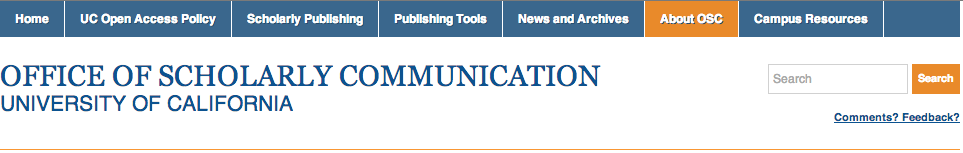 Home UC Open Access Policy Scholarly Publishing Publishing Tools News and Archives About OSC Campus Resources
OFFICE OF SCHOLARLY COMMUNICATION
UNIVERSITY OF CALIFORNIA
Search Search
Comments? Feedback?